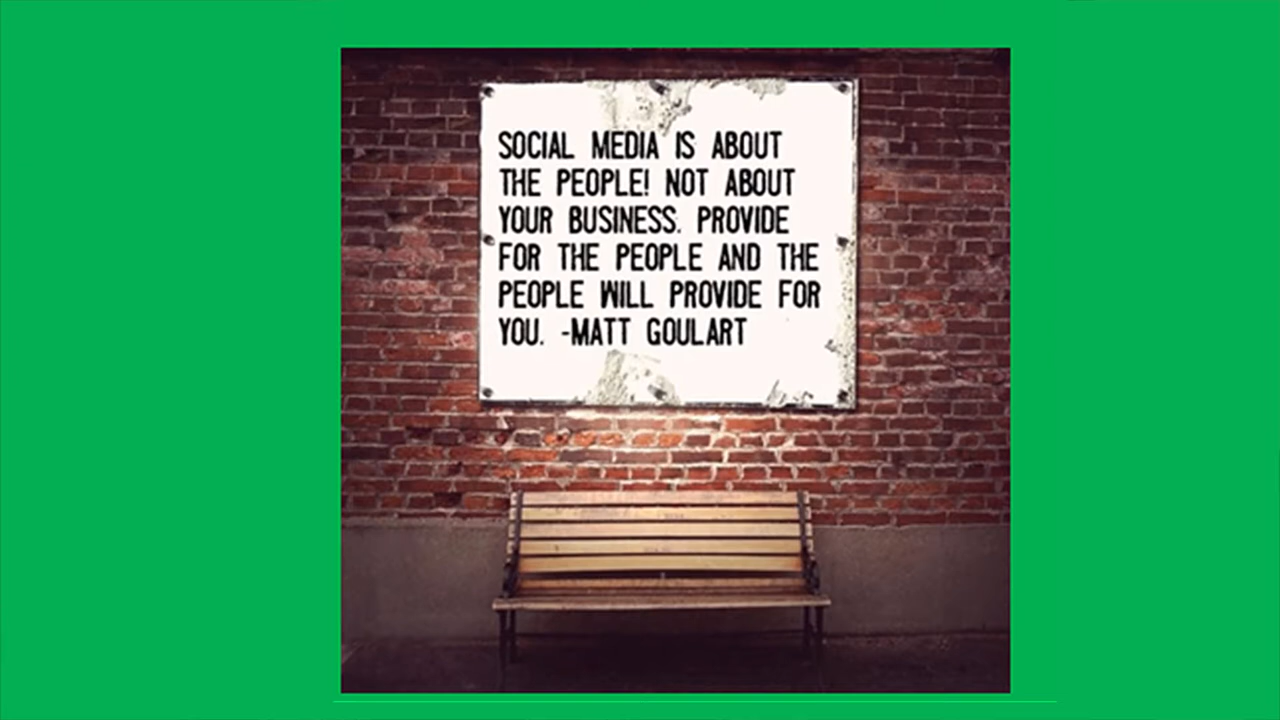 SOCIAL MEDIA IS ABOUT
THE PEOPLE! NOT ABOUT
YOUR BUSINESS. PROVIDE
FOR THE PEOPLE AND THE
PEOPLE WILL PROVIDE FOR
YOU. -MATT GOULART